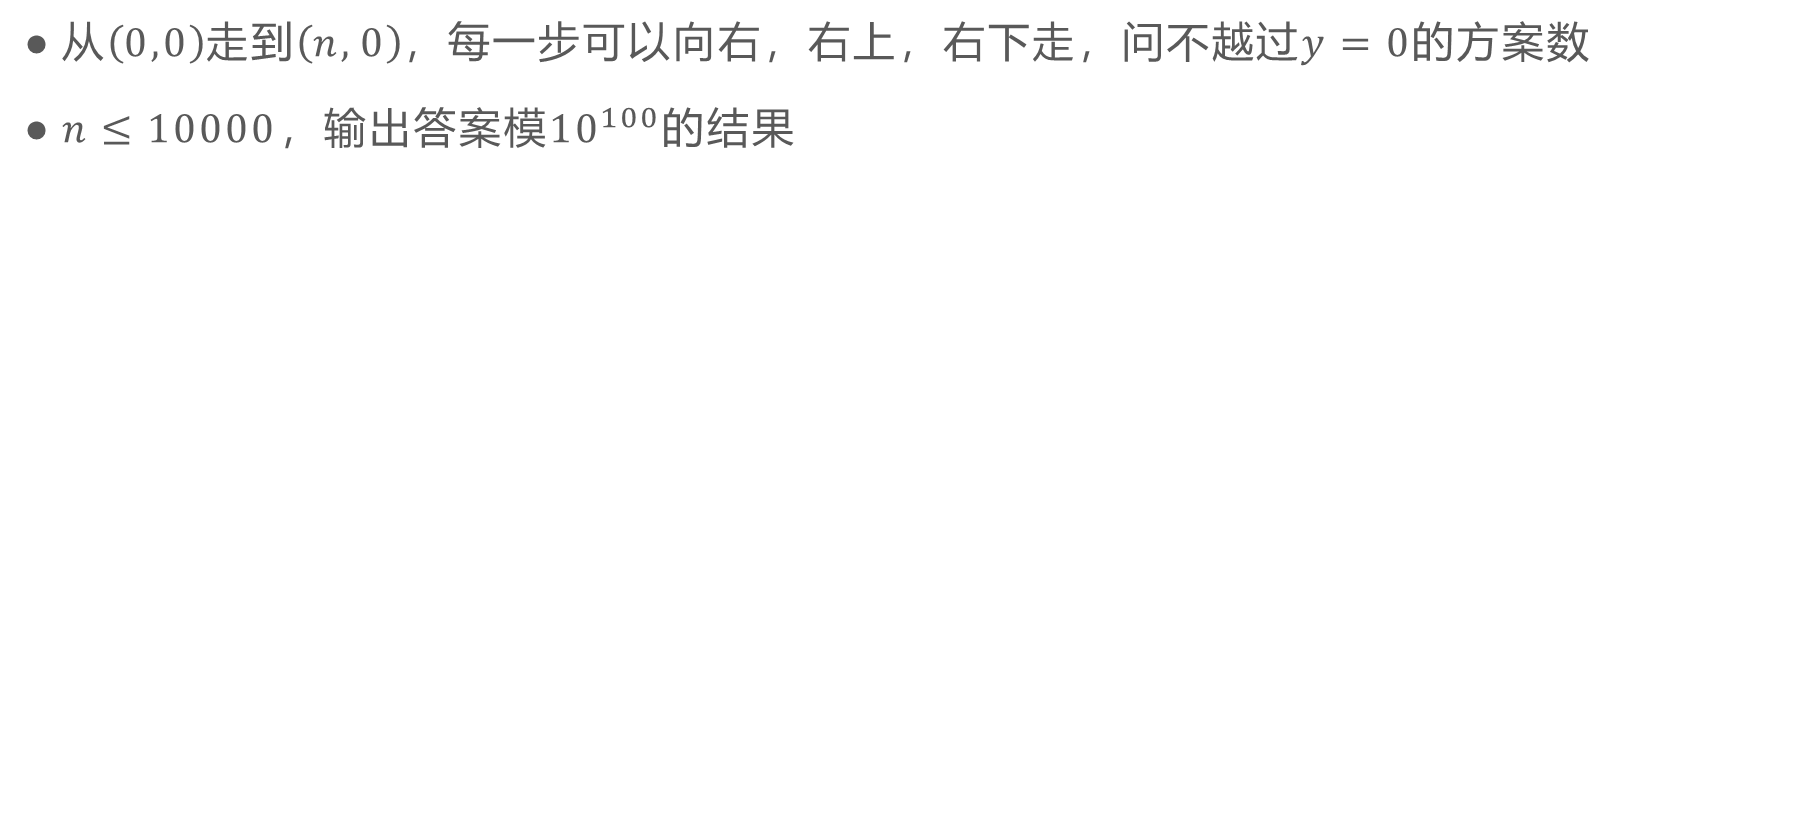 • 从(0,0)走到(n,0)，每一步可以向右，右上，右下走，问不越过y = 0的方案数
• n ≤ 10000，输出答案模10¹⁰⁰的结果